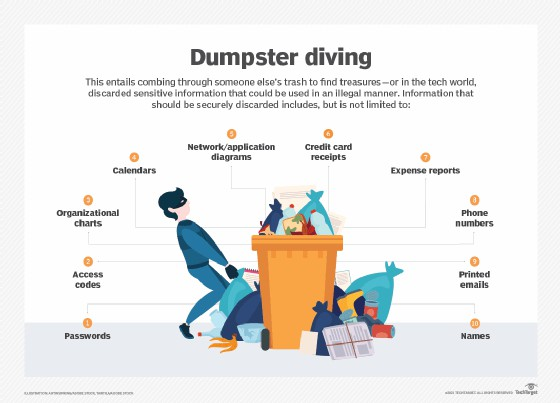 Dumpster diving
This entails combing through someone else's trash to find treasures—or in the tech world,
discarded sensitive information that could be used in an illegal manner. Information that
should be securely discarded includes, but is not limited to:
5
Network/application
diagrams
6
Credit card
receipts
4
Calendars
7
Expense reports
3
Organizational
charts
8
Phone
numbers
2
Access
codes
9
Printed
emails
1
Passwords
10
Names
TechTarget